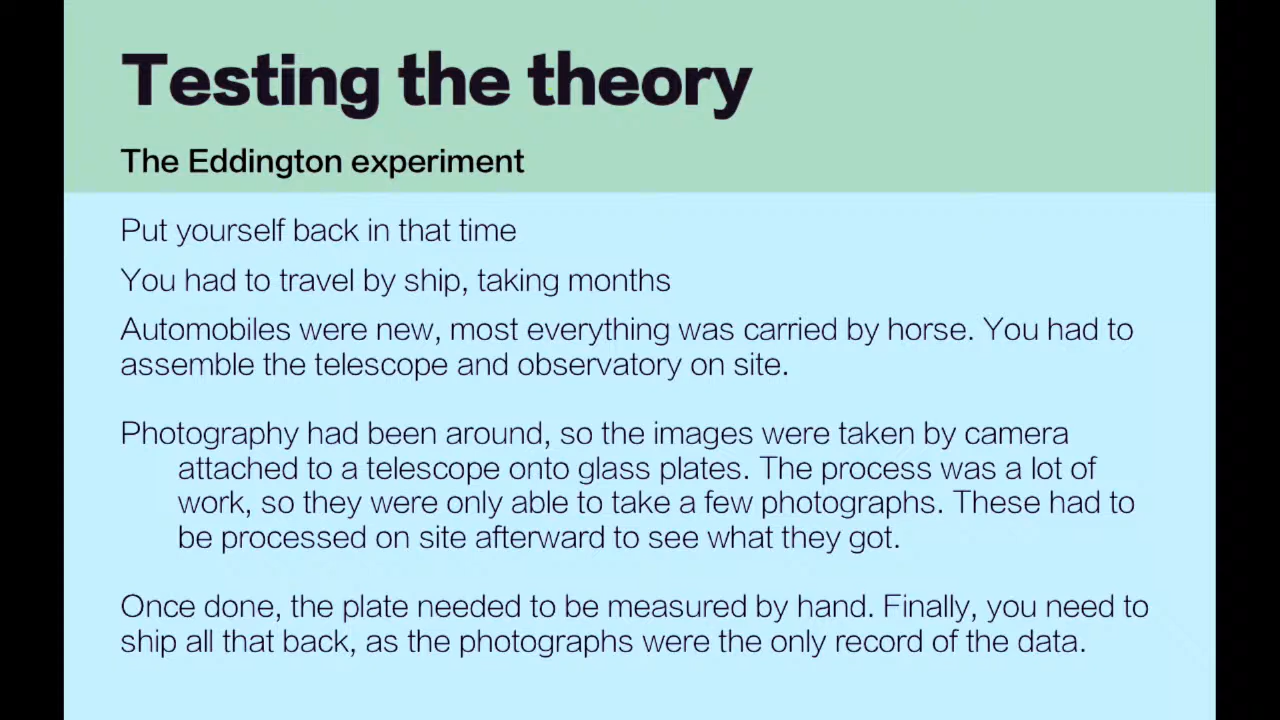 Testing the theory
The Eddington experiment
Put yourself back in that time
You had to travel by ship, taking months
Automobiles were new, most everything was carried by horse. You had to
assemble the telescope and observatory on site.
Photography had been around, so the images were taken by camera
attached to a telescope onto glass plates. The process was a lot of
work, so they were only able to take a few photographs. These had to
be processed on site afterward to see what they got.
Once done, the plate needed to be measured by hand. Finally, you need to
ship all that back, as the photographs were the only record of the data.